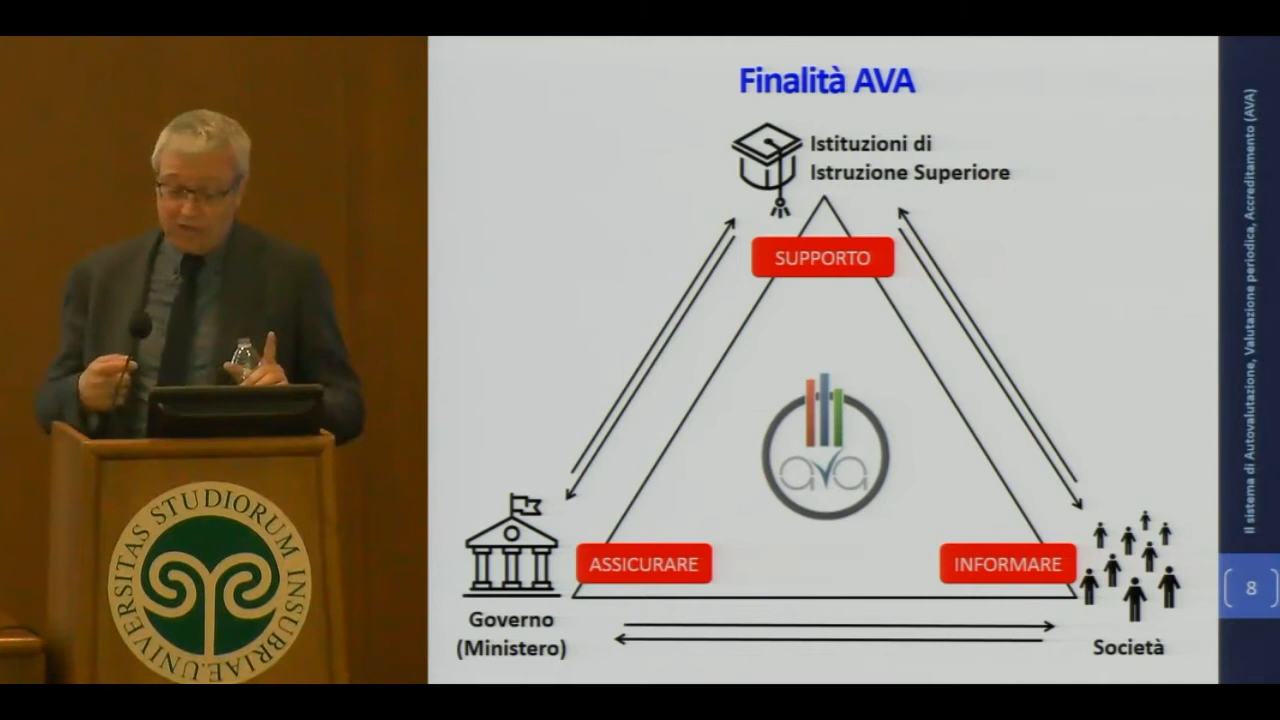 Finalità AVA
Istituzioni di
Istruzione Superiore
SUPPORTO
ava
ASSICURARE
INFORMARE
Governo
(Ministero)
Società
Il sistema di Autovalutazione, Valutazione periodica, Accreditamento (AVA)
8
UNIVERSITAS STUDIORUM INSUBRIAE